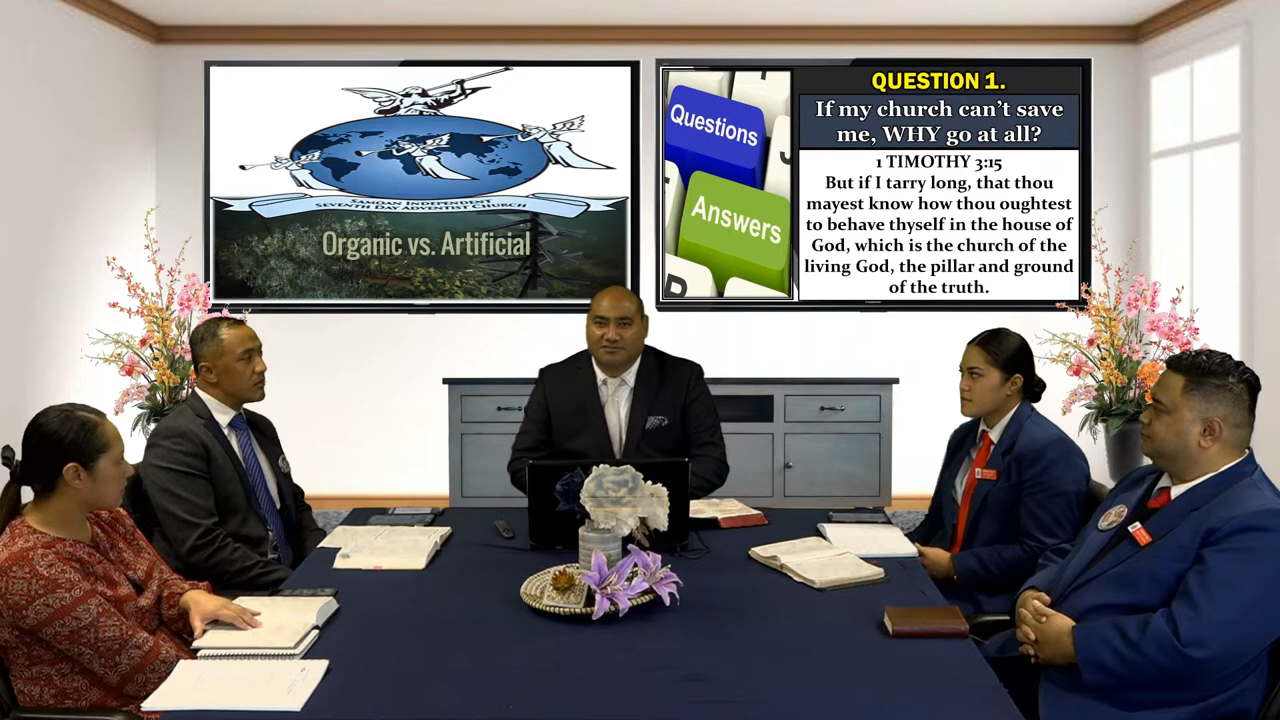 SAMOAN INDEPENDENT
SEVENTH DAY ADVENTIST CHURCH
Organic vs. Artificial
Questions
Answers
QUESTION 1.
If my church can't save
me, WHY go at all?
1 TIMOTHY 3:15
But if I tarry long, that thou
mayest know how thou oughtest
to behave thyself in the house of
God, which is the church of the
living God, the pillar and ground
of the truth.